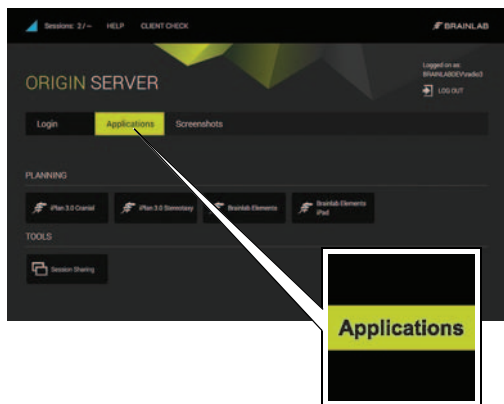 Sessions: 2 / --  HELP  CLIENT CHECK  BRAINLAB
Logged on as:
ORIGIN SERVER
LOG OUT
Login  Applications  Screenshots
PLANNING
iPlan 3.0 Cranial  iPlan 3.0 Stereotaxy  Brainlab Elements  Brainlab Elements
iPad
TOOLS
Session Sharing
Applications